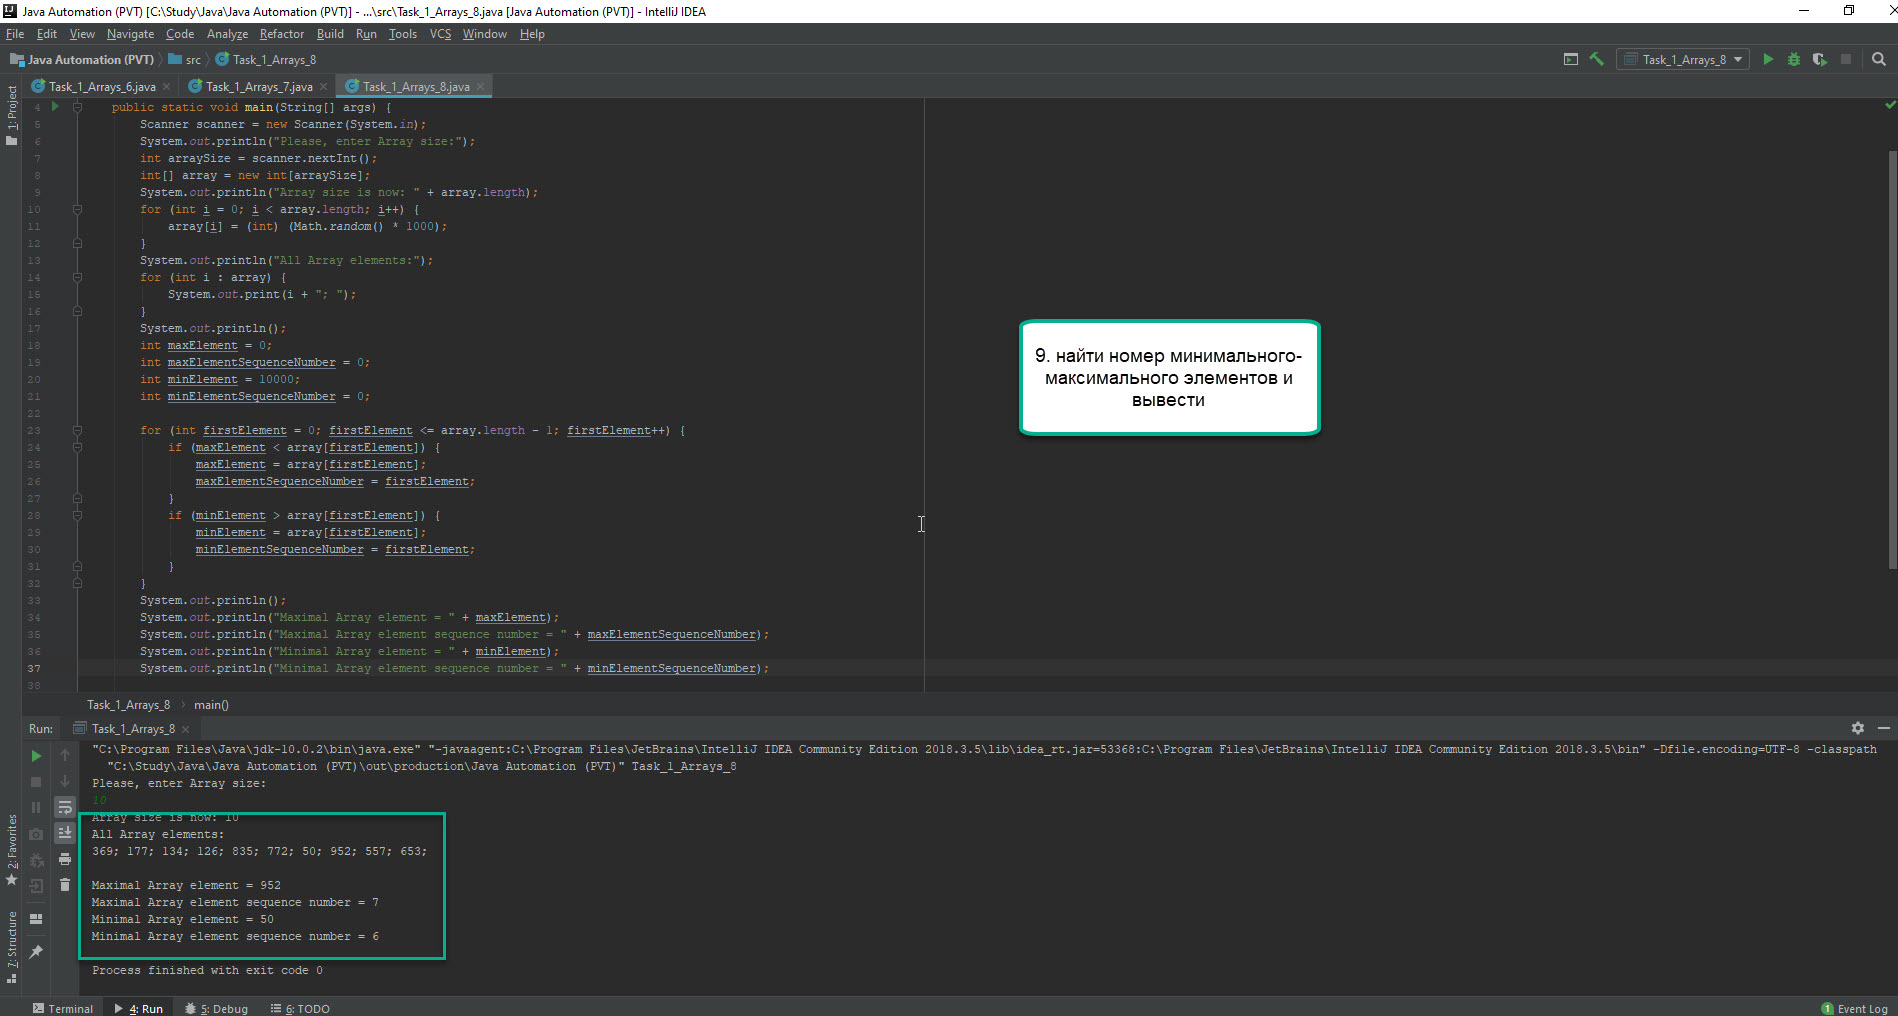 Java Automation (PVT) [C:\Study\Java\Java Automation (PVT)] - ...\src\Task_1_Arrays_8.java [Java Automation (PVT)] - IntelliJ IDEA
File Edit View Navigate Code Analyze Refactor Build Run Tools VCS Window Help
Java Automation (PVT) src Task_1_Arrays_8
Task_1_Arrays_8
Task_1_Arrays_6.java Task_1_Arrays_7.java Task_1_Arrays_8.java
1: Project
4 public static void main(String[] args) {
5 Scanner scanner = new Scanner(System.in);
6 System.out.println("Please, enter Array size:");
7 int arraySize = scanner.nextInt();
8 int[] array = new int[arraySize];
9 System.out.println("Array size is now: " + array.length);
10 for (int i = 0; i < array.length; i++) {
11 array[i] = (int) (Math.random() * 1000);
12 }
13 System.out.println("All Array elements:");
14 for (int i : array) {
15 System.out.print(i + "; ");
16 }
17 System.out.println();
18 int maxElement = 0;
19 int maxElementSequenceNumber = 0;
20 int minElement = 10000;
21 int minElementSequenceNumber = 0;
22
23 for (int firstElement = 0; firstElement <= array.length - 1; firstElement++) {
24 if (maxElement < array[firstElement]) {
25 maxElement = array[firstElement];
26 maxElementSequenceNumber = firstElement;
27 }
28 if (minElement > array[firstElement]) {
29 minElement = array[firstElement];
30 minElementSequenceNumber = firstElement;
31 }
32 }
33 System.out.println();
34 System.out.println("Maximal Array element = " + maxElement);
35 System.out.println("Maximal Array element sequence number = " + maxElementSequenceNumber);
36 System.out.println("Minimal Array element = " + minElement);
37 System.out.println("Minimal Array element sequence number = " + minElementSequenceNumber);
38
9. найти номер минимального-
максимального элементов и
вывести
Task_1_Arrays_8 main()
Run: Task_1_Arrays_8
"C:\Program Files\Java\jdk-10.0.2\bin\java.exe" "-javaagent:C:\Program Files\JetBrains\IntelliJ IDEA Community Edition 2018.3.5\lib\idea_rt.jar=53368:C:\Program Files\JetBrains\IntelliJ IDEA Community Edition 2018.3.5\bin" -Dfile.encoding=UTF-8 -classpath
"C:\Study\Java\Java Automation (PVT)\out\production\Java Automation (PVT)" Task_1_Arrays_8
Please, enter Array size:
10
Array size is now: 10
All Array elements:
369; 177; 134; 126; 835; 772; 50; 952; 557; 653;
Maximal Array element = 952
Maximal Array element sequence number = 7
Minimal Array element = 50
Minimal Array element sequence number = 6
Process finished with exit code 0
2: Favorites
7: Structure
Terminal 4: Run 5: Debug 6: TODO
1 Event Log